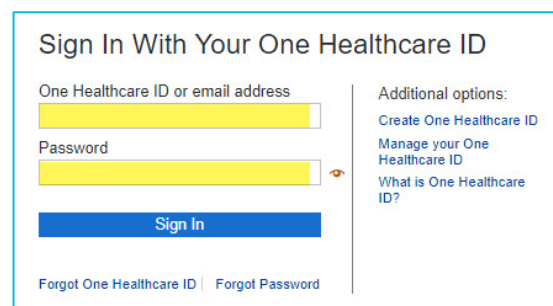 Sign In With Your One Healthcare ID
One Healthcare ID or email address
Password
Sign In
Forgot One Healthcare ID
Forgot Password
Additional options:
Create One Healthcare ID
Manage your One
Healthcare ID
What is One Healthcare
ID?